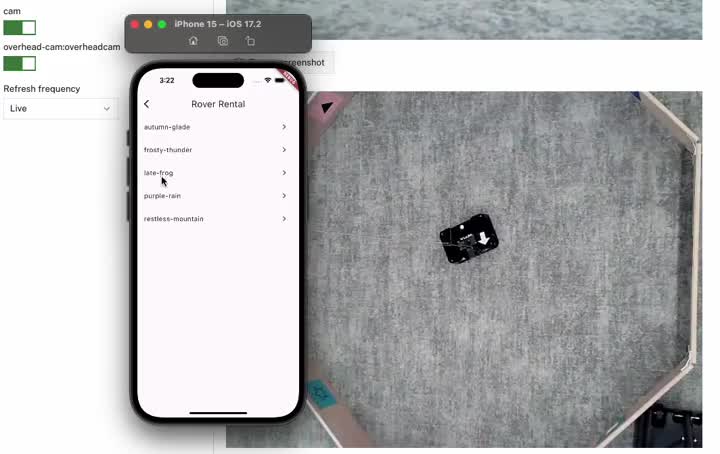 cam
overhead-cam:overheadcam
Refresh frequency
Live
iPhone 15 – iOS 17.2
screenshot
3:22
Rover Rental
autumn-glade
frosty-thunder
late-frog
purple-rain
restless-mountain